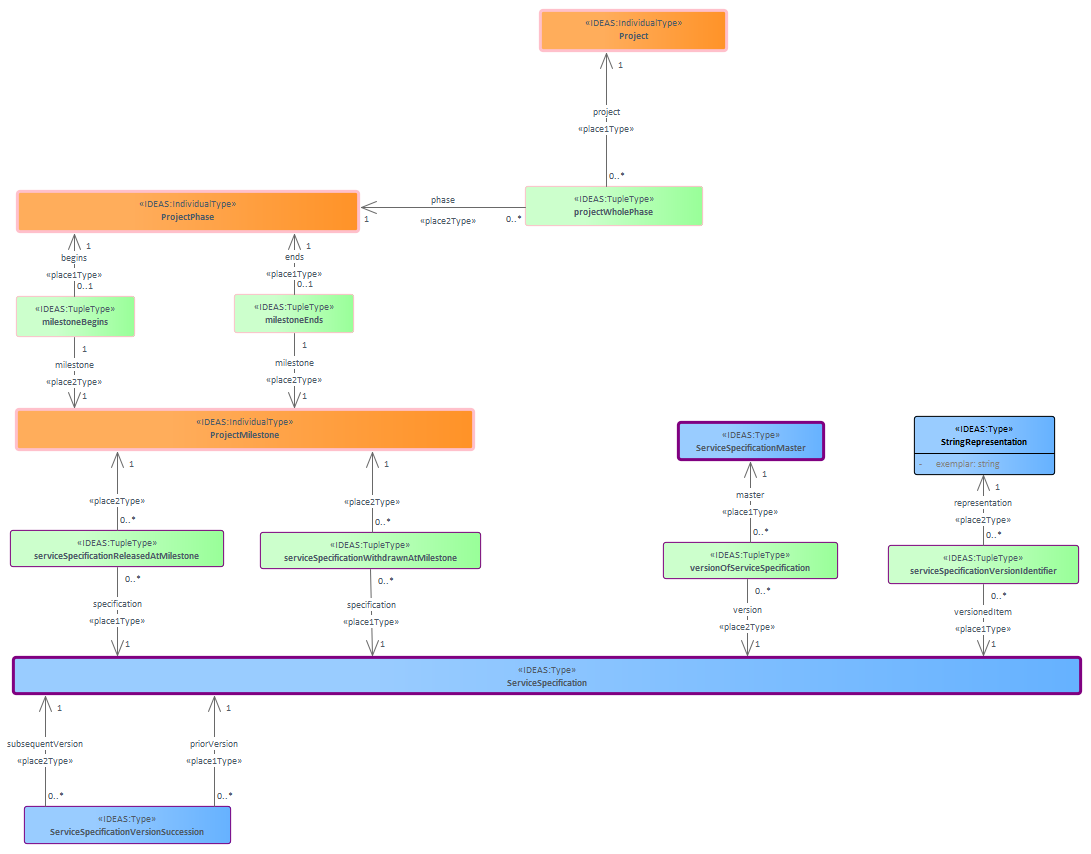 «IDEAS:IndividualType»
Project
1
project
«place1Type»
0..*
«IDEAS:TupleType»
projectWholePhase
phase
«place2Type»
0..*
1
«IDEAS:IndividualType»
ProjectPhase
1
begins
«place1Type»
0..1
1
ends
«place1Type»
0..1
«IDEAS:TupleType»
milestoneBegins
«IDEAS:TupleType»
milestoneEnds
1
milestone
«place2Type»
1
1
milestone
«place2Type»
1
«IDEAS:IndividualType»
ProjectMilestone
«IDEAS:Type»
ServiceSpecificationMaster
«IDEAS:Type»
StringRepresentation
- exemplar: string
1
«place2Type»
0..*
1
«place2Type»
0..*
1
master
«place1Type»
0..*
1
representation
«place2Type»
0..*
«IDEAS:TupleType»
serviceSpecificationReleasedAtMilestone
«IDEAS:TupleType»
serviceSpecificationWithdrawnAtMilestone
«IDEAS:TupleType»
versionOfServiceSpecification
«IDEAS:TupleType»
serviceSpecificationVersionIdentifier
0..*
specification
«place1Type»
1
0..*
specification
«place1Type»
1
0..*
version
«place2Type»
1
0..*
versionedItem
«place1Type»
1
«IDEAS:Type»
ServiceSpecification
1
subsequentVersion
«place2Type»
0..*
1
priorVersion
«place1Type»
0..*
«IDEAS:Type»
ServiceSpecificationVersionSuccession